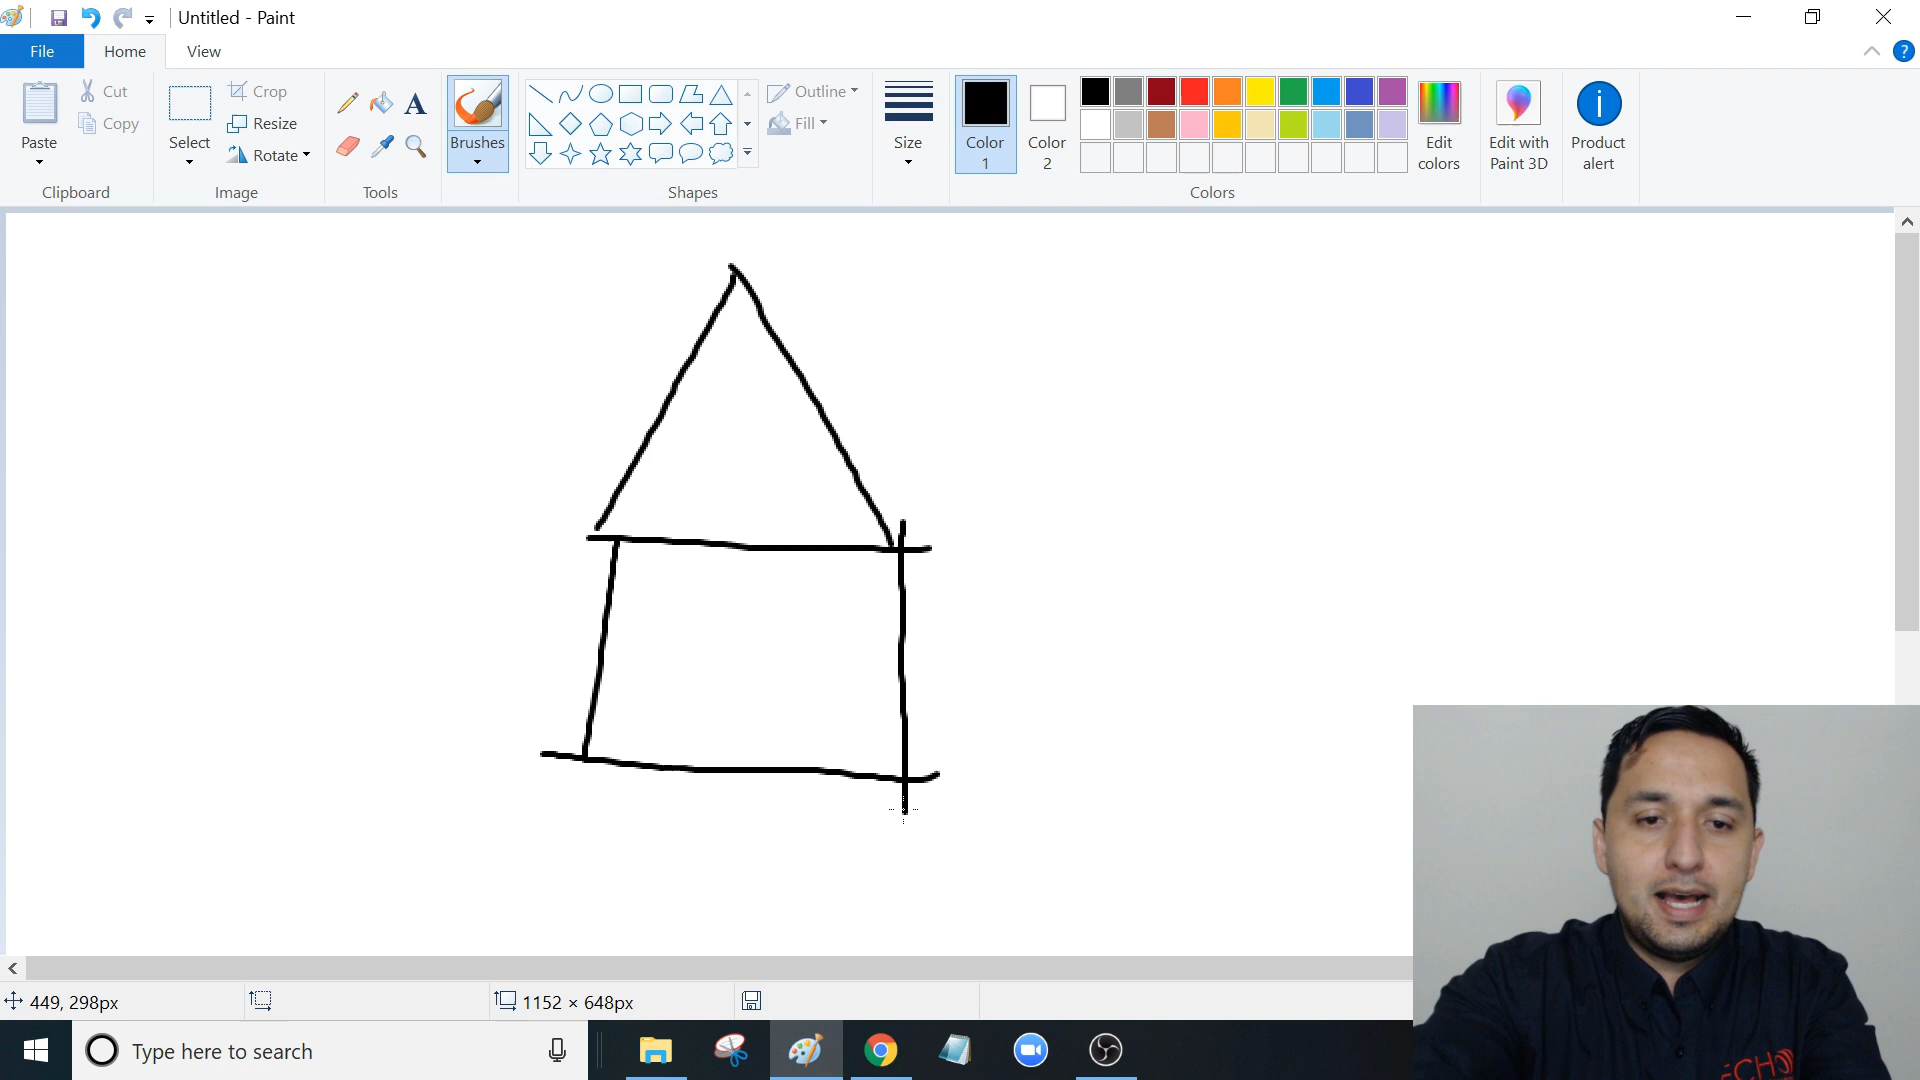 Untitled - Paint
File Home View
Paste
Cut
Copy
Clipboard
Select
Crop
Resize
Rotate
Image
A
Tools
Brushes
Outline
Fill
Shapes
Size
Color 1
Color 2
Edit colors
Colors
Edit with Paint 3D
Product alert
449, 298px
1152 × 648px
Type here to search
ECHO